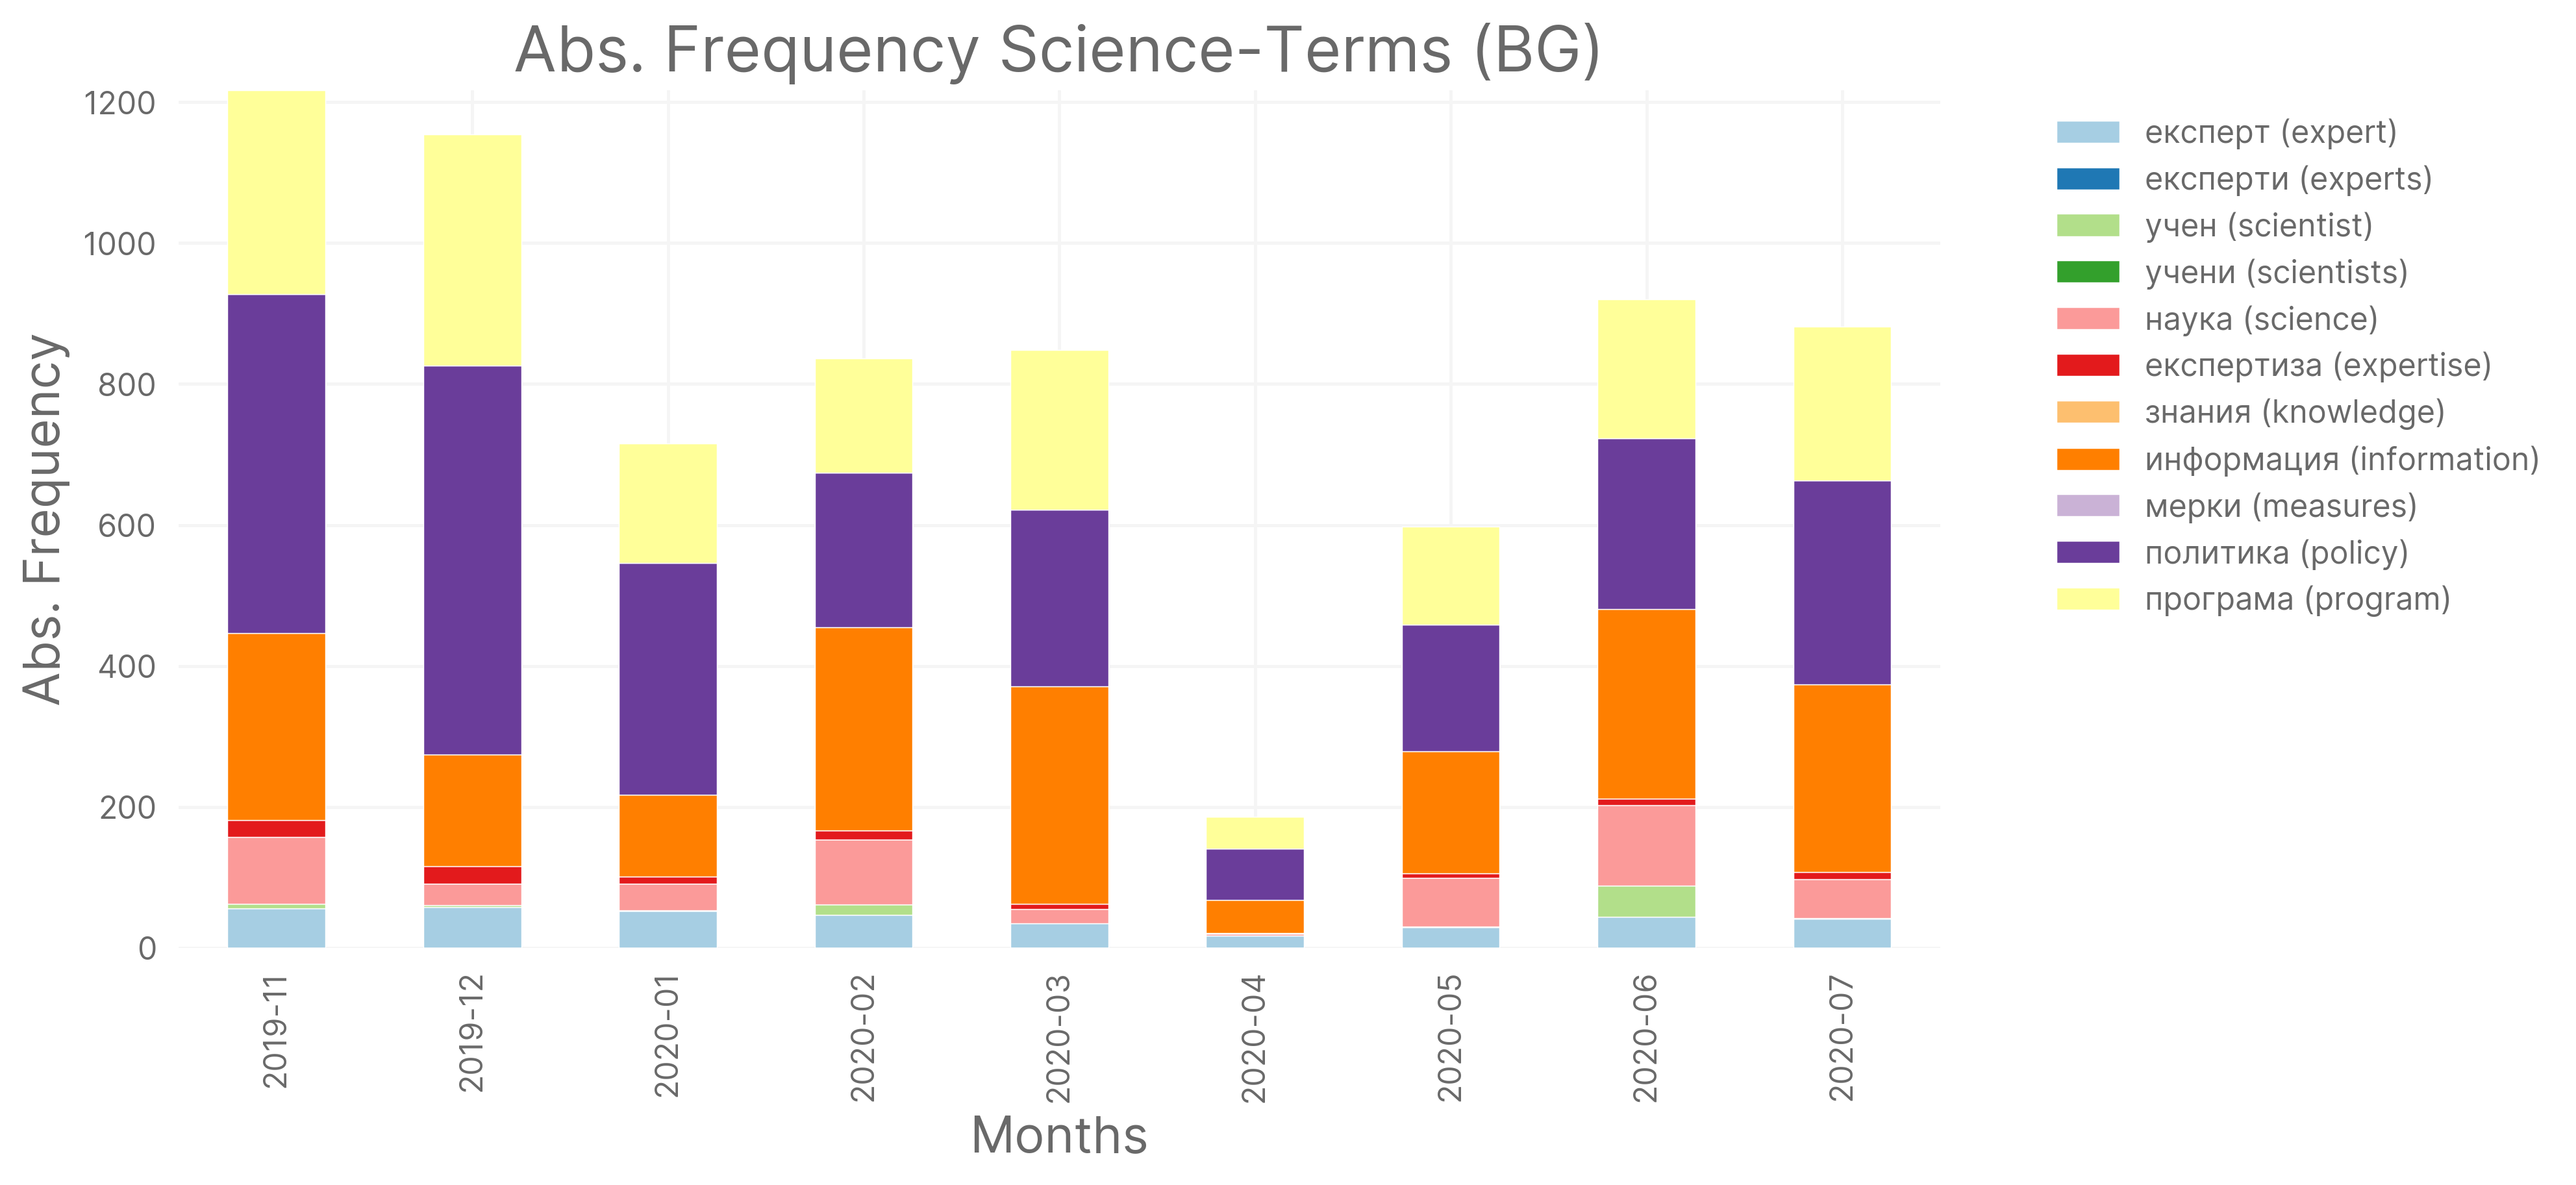 Abs. Frequency Science-Terms (BG)
Abs. Frequency
1200
1000
800
600
400
200
0
2019-11
2019-12
2020-01
2020-02
2020-03
2020-04
2020-05
2020-06
2020-07
Months
експерт (expert)
експерти (experts)
учен (scientist)
учени (scientists)
наука (science)
експертиза (expertise)
знания (knowledge)
информация (information)
мерки (measures)
политика (policy)
програма (program)